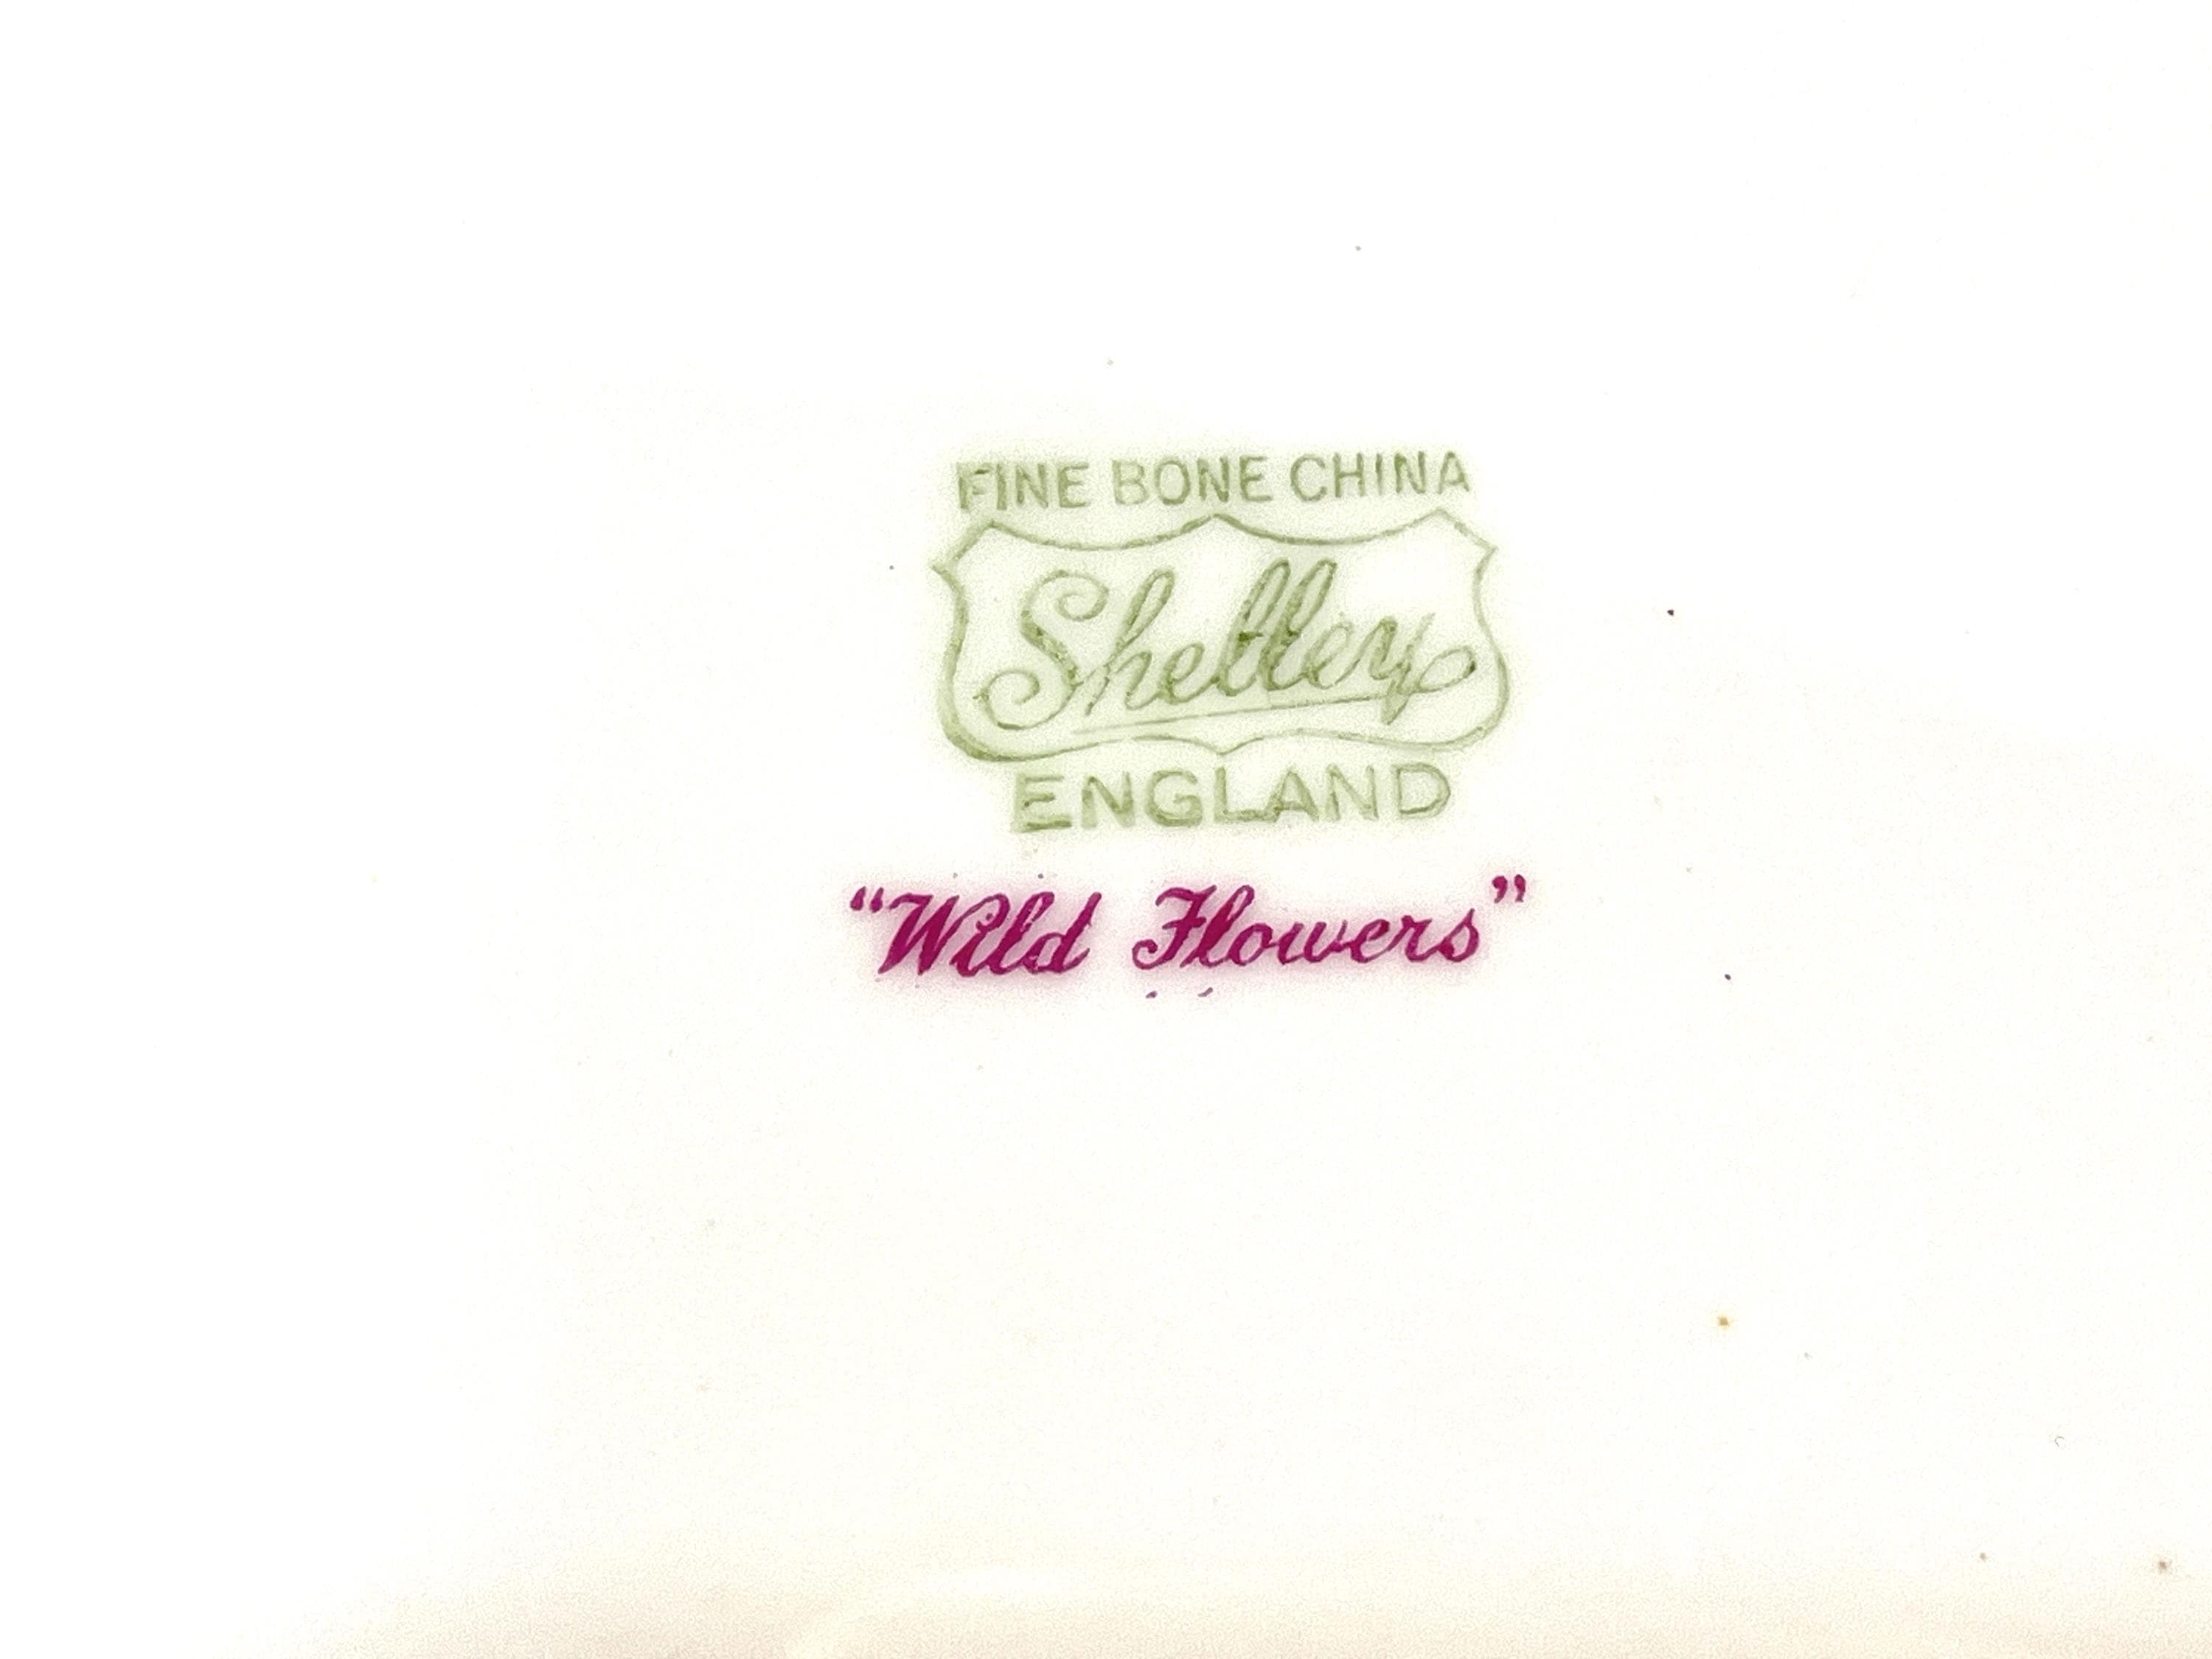 FINE BONE CHINA
Shelley
ENGLAND
“Wild Flowers”